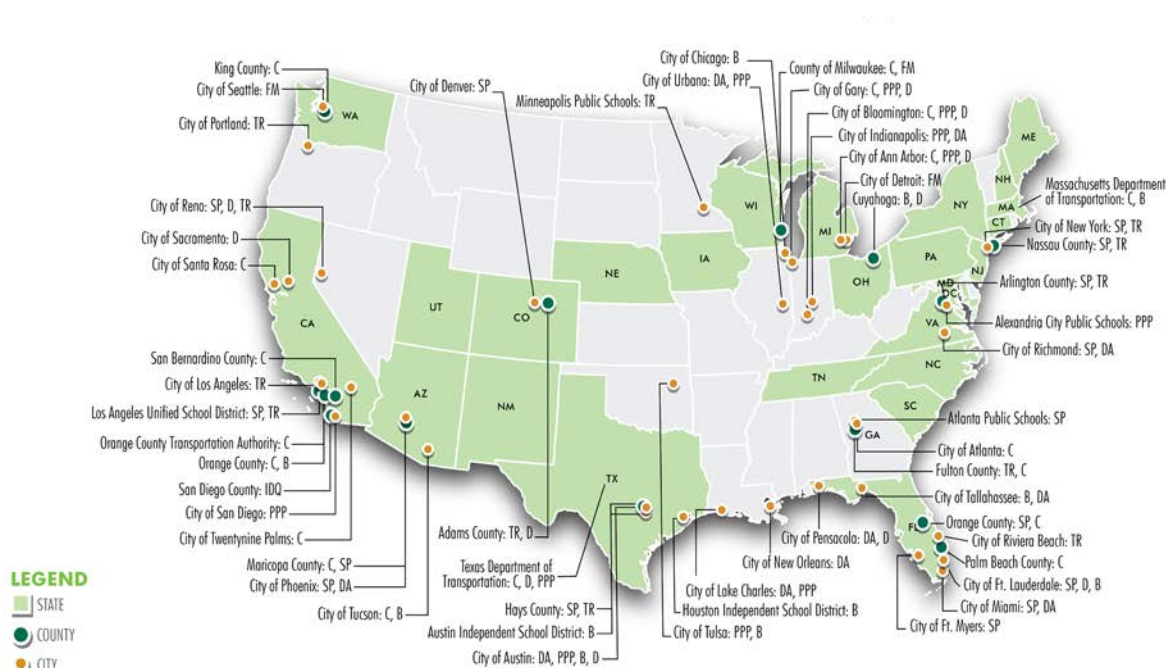 King County: C
City of Seattle: FM
City of Portland: TR
City of Reno: SP, D, TR
City of Sacramento: D
City of Santa Rosa: C
San Bernardino County: C
City of Los Angeles: TR
Los Angeles Unified School District: SP, TR
Orange County Transportation Authority: C
Orange County: C, B
San Diego County: IDQ
City of San Diego: PPP
City of Twentynine Palms: C
Maricopa County: C, SP
City of Phoenix: SP, DA
City of Tucson: C, B
City of Denver: SP
Adams County: TR, D
Minneapolis Public Schools: TR
City of Chicago: B
City of Urbana: DA, PPP
County of Milwaukee: C, FM
City of Gary: C, PPP, D
City of Bloomington: C, PPP, D
City of Indianapolis: PPP, DA
City of Ann Arbor: C, PPP, D
City of Detroit: FM
Cuyahoga: B, D
Massachusetts Department
of Transportation: C, B
City of New York: SP, TR
Nassau County: SP, TR
Arlington County: SP, TR
Alexandria City Public Schools: PPP
City of Richmond: SP, DA
Atlanta Public Schools: SP
City of Atlanta: C
Fulton County: TR, C
City of Tallahassee: B, DA
Orange County: SP, C
City of Riviera Beach: TR
Palm Beach County: C
City of Ft. Lauderdale: SP, D, B
City of Miami: SP, DA
City of Ft. Myers: SP
City of Pensacola: DA, D
City of New Orleans: DA
City of Lake Charles: DA, PPP
Houston Independent School District: B
City of Tulsa: PPP, B
Texas Department of
Transportation: C, D, PPP
Hays County: SP, TR
Austin Independent School District: B
City of Austin: DA, PPP, B, D
WA
CA
UT
AZ
CO
NM
NE
IA
TX
WI
MI
OH
TN
PA
NY
ME
NH
MA
CT
NJ
MD
DC
VA
NC
SC
GA
FL
LEGEND
STATE
COUNTY
CITY